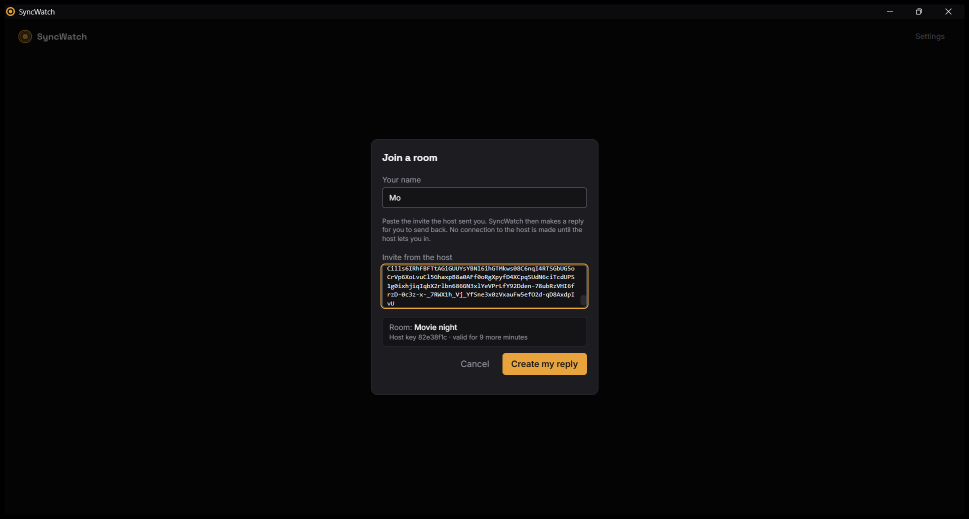 SyncWatch
SyncWatch
Settings
Join a room
Your name
Mo
Paste the invite the host sent you. SyncWatch then makes a reply
for you to send back. No connection to the host is made until the
host lets you in.
Invite from the host
vU
Room: Movie night
Host key 82e38f1c · valid for 9 more minutes
Cancel
Create my reply